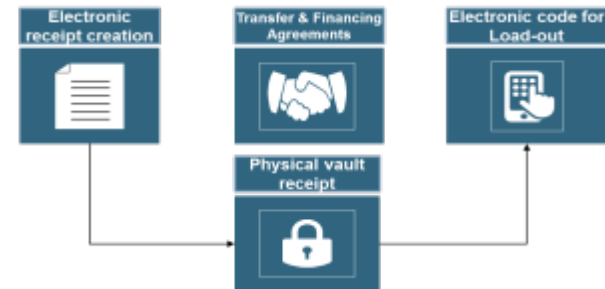 Electronic
receipt creation
Transfer & Financing
Agreements
Electronic code for
Load-out
Physical vault
receipt